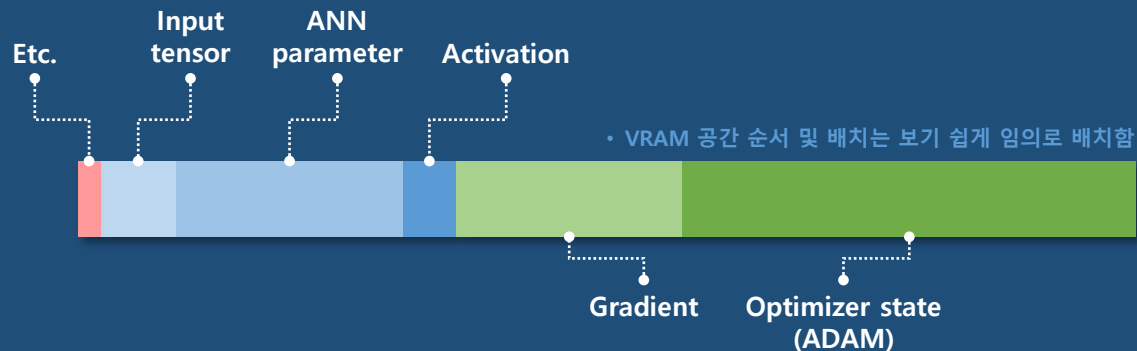 Input
tensor
ANN
parameter
Etc.
Activation
• VRAM 공간 순서 및 배치는 보기 쉽게 임의로 배치함
Gradient
Optimizer state
(ADAM)